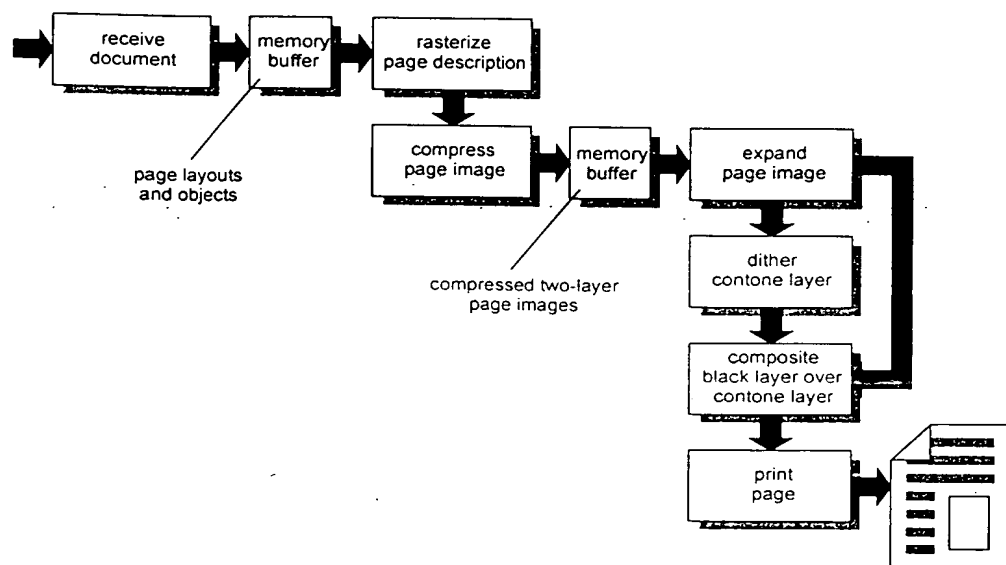 receive
document
memory
buffer
rasterize
page description
compress
page image
memory
buffer
expand
page image
page layouts
and objects
compressed two-layer
page images
dither
contone layer
composite
black layer over
contone layer
print
page